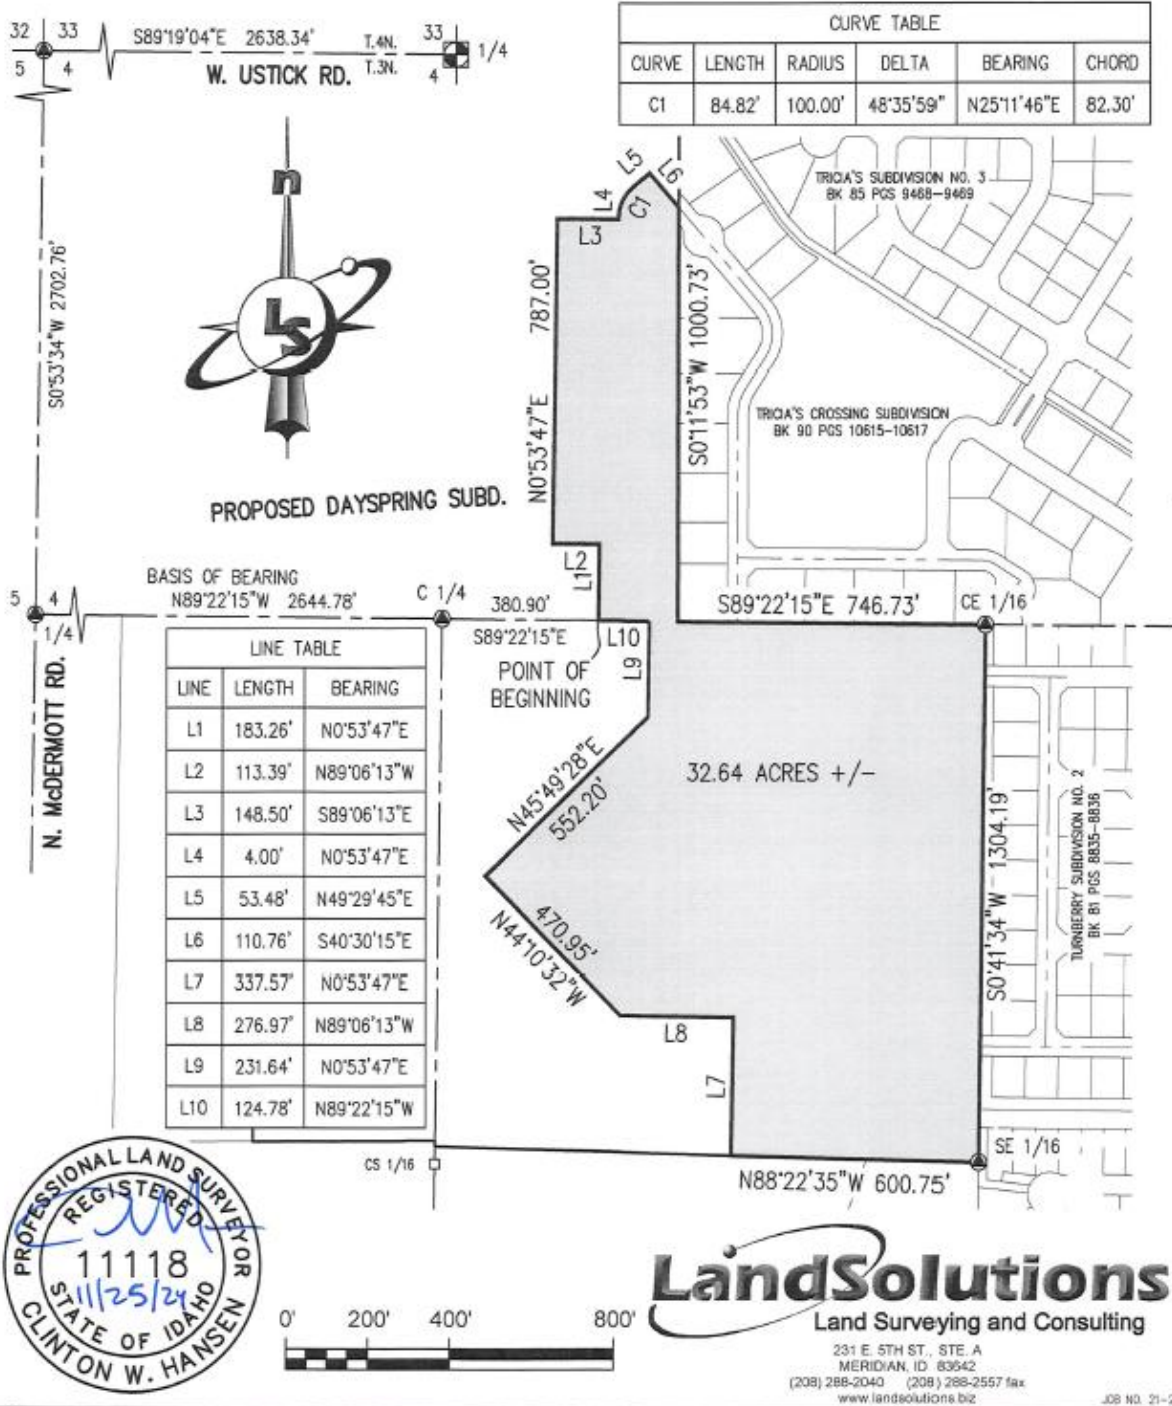 CURVE TABLE
CURVE LENGTH RADIUS DELTA BEARING CHORD
C1 84.82' 100.00' 48°35'59" N25°11'46"E 82.30'
32 33
5 4
S89°19'04"E 2638.34'
T.4N.
T.3N.
W. USTICK RD.
33
4
1/4
n
LS
S0°53'34"W 2702.76'
L5
L6
L4
C1
L3
TRICIA'S SUBDIVISION NO. 3
BK 85 PGS 9468-9469
N0°53'47"E 787.00'
S0°11'53"W 1000.73'
TRICIA'S CROSSING SUBDIVISION
BK 90 PGS 10615-10617
PROPOSED DAYSPRING SUBD.
L2
L1
BASIS OF BEARING
N89°22'15"W 2644.78'
5 4
1/4
C 1/4
380.90'
S89°22'15"E
L10
L9
S89°22'15"E 746.73'
CE 1/16
N. McDERMOTT RD.
POINT OF
BEGINNING
LINE TABLE
LINE LENGTH BEARING
L1 183.26' N0°53'47"E
L2 113.39' N89°06'13"W
L3 148.50' S89°06'13"E
L4 4.00' N0°53'47"E
L5 53.48' N49°29'45"E
L6 110.76' S40°30'15"E
L7 337.57' N0°53'47"E
L8 276.97' N89°06'13"W
L9 231.64' N0°53'47"E
L10 124.78' N89°22'15"W
N45°49'28"E
552.20'
32.64 ACRES +/-
470.95'
N44°10'32"W
S0°41'34"W 1304.19'
TURNBERRY SUBDIVISION NO. 2
BK 81 PGS 8835-8836
L8
L7
CS 1/16
SE 1/16
N88°22'35"W 600.75'
PROFESSIONAL LAND SURVEYOR
REGISTERED
11118
11/25/24
STATE OF IDAHO
CLINTON W. HANSEN
0' 200' 400' 800'
LandSolutions
Land Surveying and Consulting
231 E. 5TH ST., STE. A
MERIDIAN, ID 83642
(208) 288-2040 (208) 288-2557 fax
www.landsolutions.biz
JOB NO.